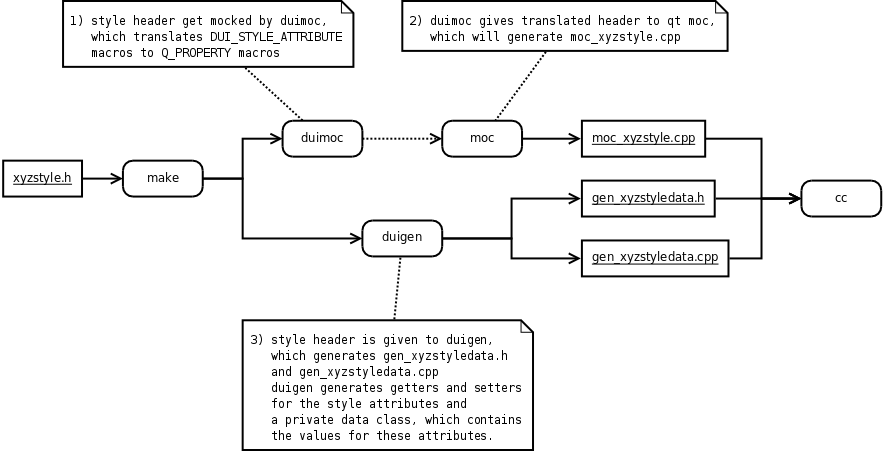 1) style header get mocked by duimoc,
which translates DUI_STYLE_ATTRIBUTE
macros to Q_PROPERTY macros
2) duimoc gives translated header to qt moc,
which will generate moc_xyzstyle.cpp
duimoc
moc
moc_xyzstyle.cpp
xyzstyle.h
make
gen_xyzstyledata.h
cc
duigen
gen_xyzstyledata.cpp
3) style header is given to duigen,
which generates gen_xyzstyledata.h
and gen_xyzstyledata.cpp
duigen generates getters and setters
for the style attributes and
a private data class, which contains
the values for these attributes.